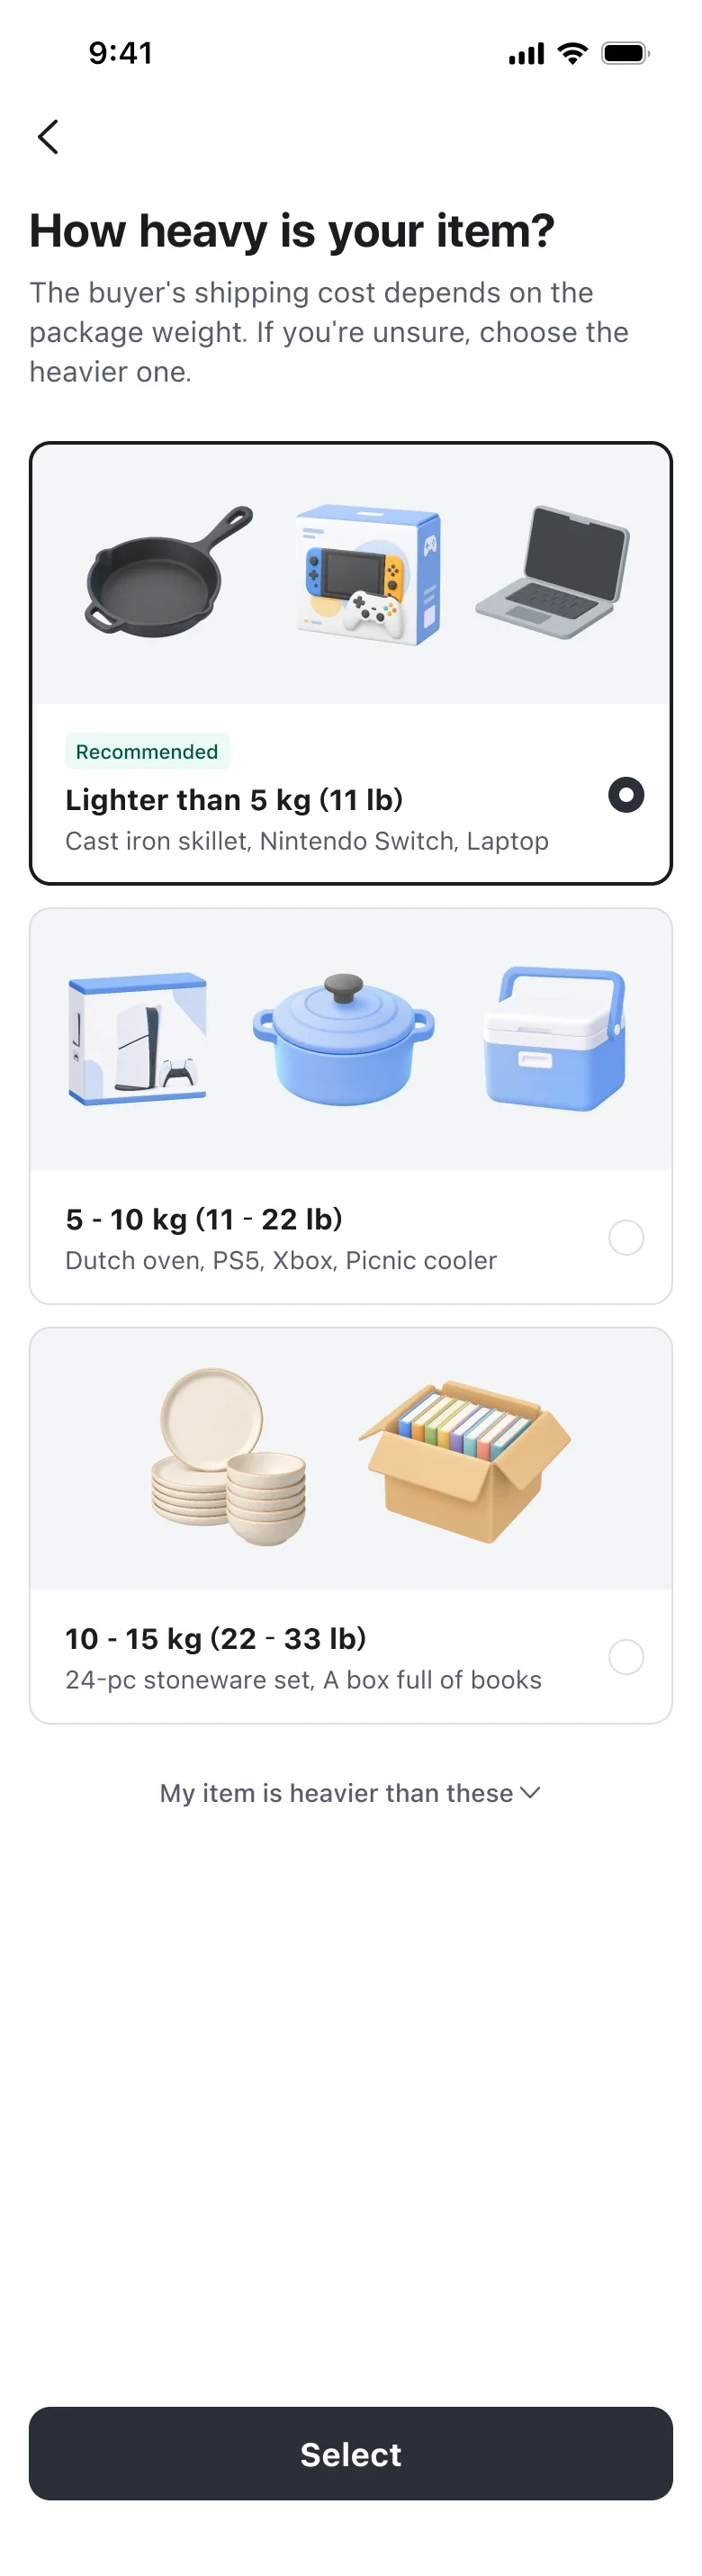 9:41
How heavy is your item?
The buyer's shipping cost depends on the
package weight. If you're unsure, choose the
heavier one.
Recommended
Lighter than 5 kg (11 lb)
Cast iron skillet, Nintendo Switch, Laptop
5 - 10 kg (11 - 22 lb)
Dutch oven, PS5, Xbox, Picnic cooler
10 - 15 kg (22 - 33 lb)
24-pc stoneware set, A box full of books
My item is heavier than these
Select